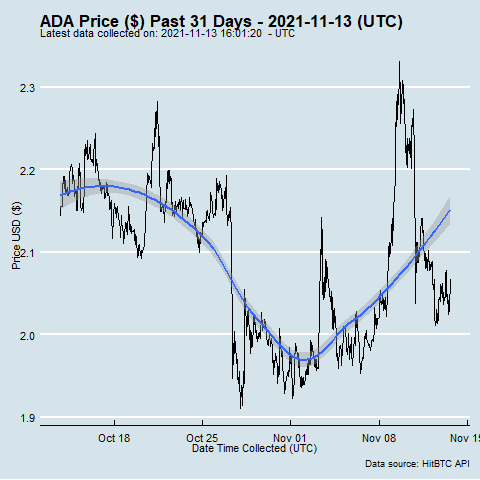 ADA Price ($) Past 31 Days - 2021-11-13 (UTC)
Latest data collected on: 2021-11-13 16:01:20 - UTC
Price USD ($)
2.3
2.2
2.1
2.0
1.9
Oct 18 Oct 25 Nov 01 Nov 08 Nov 15
Date Time Collected (UTC)
Data source: HitBTC API